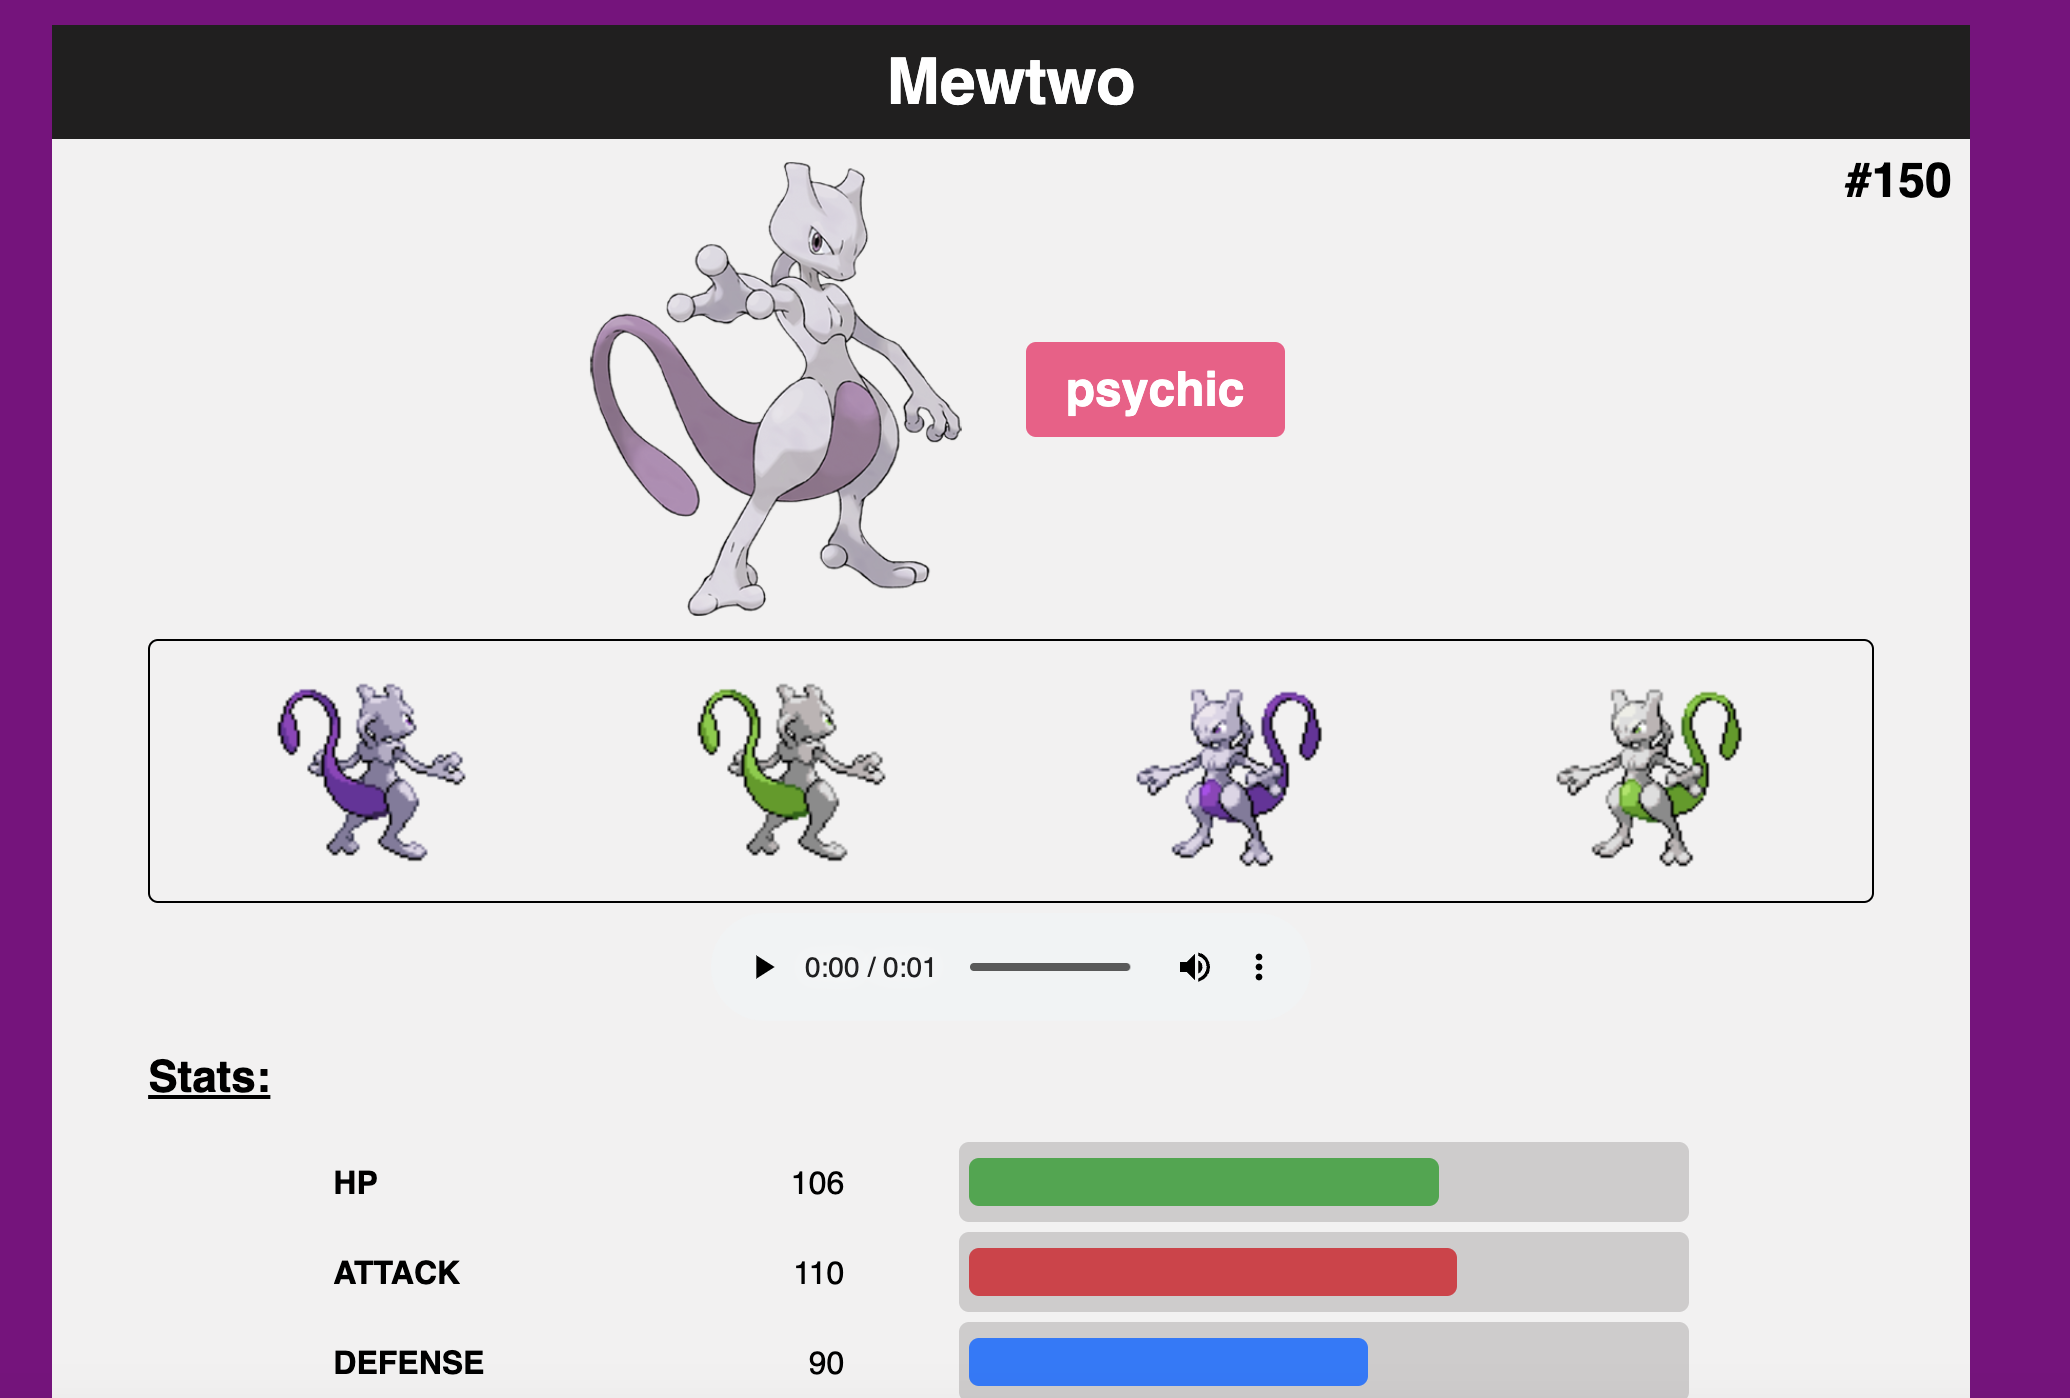 Mewtwo
#150
psychic
0:00 / 0:01
Stats:
HP 106
ATTACK 110
DEFENSE 90